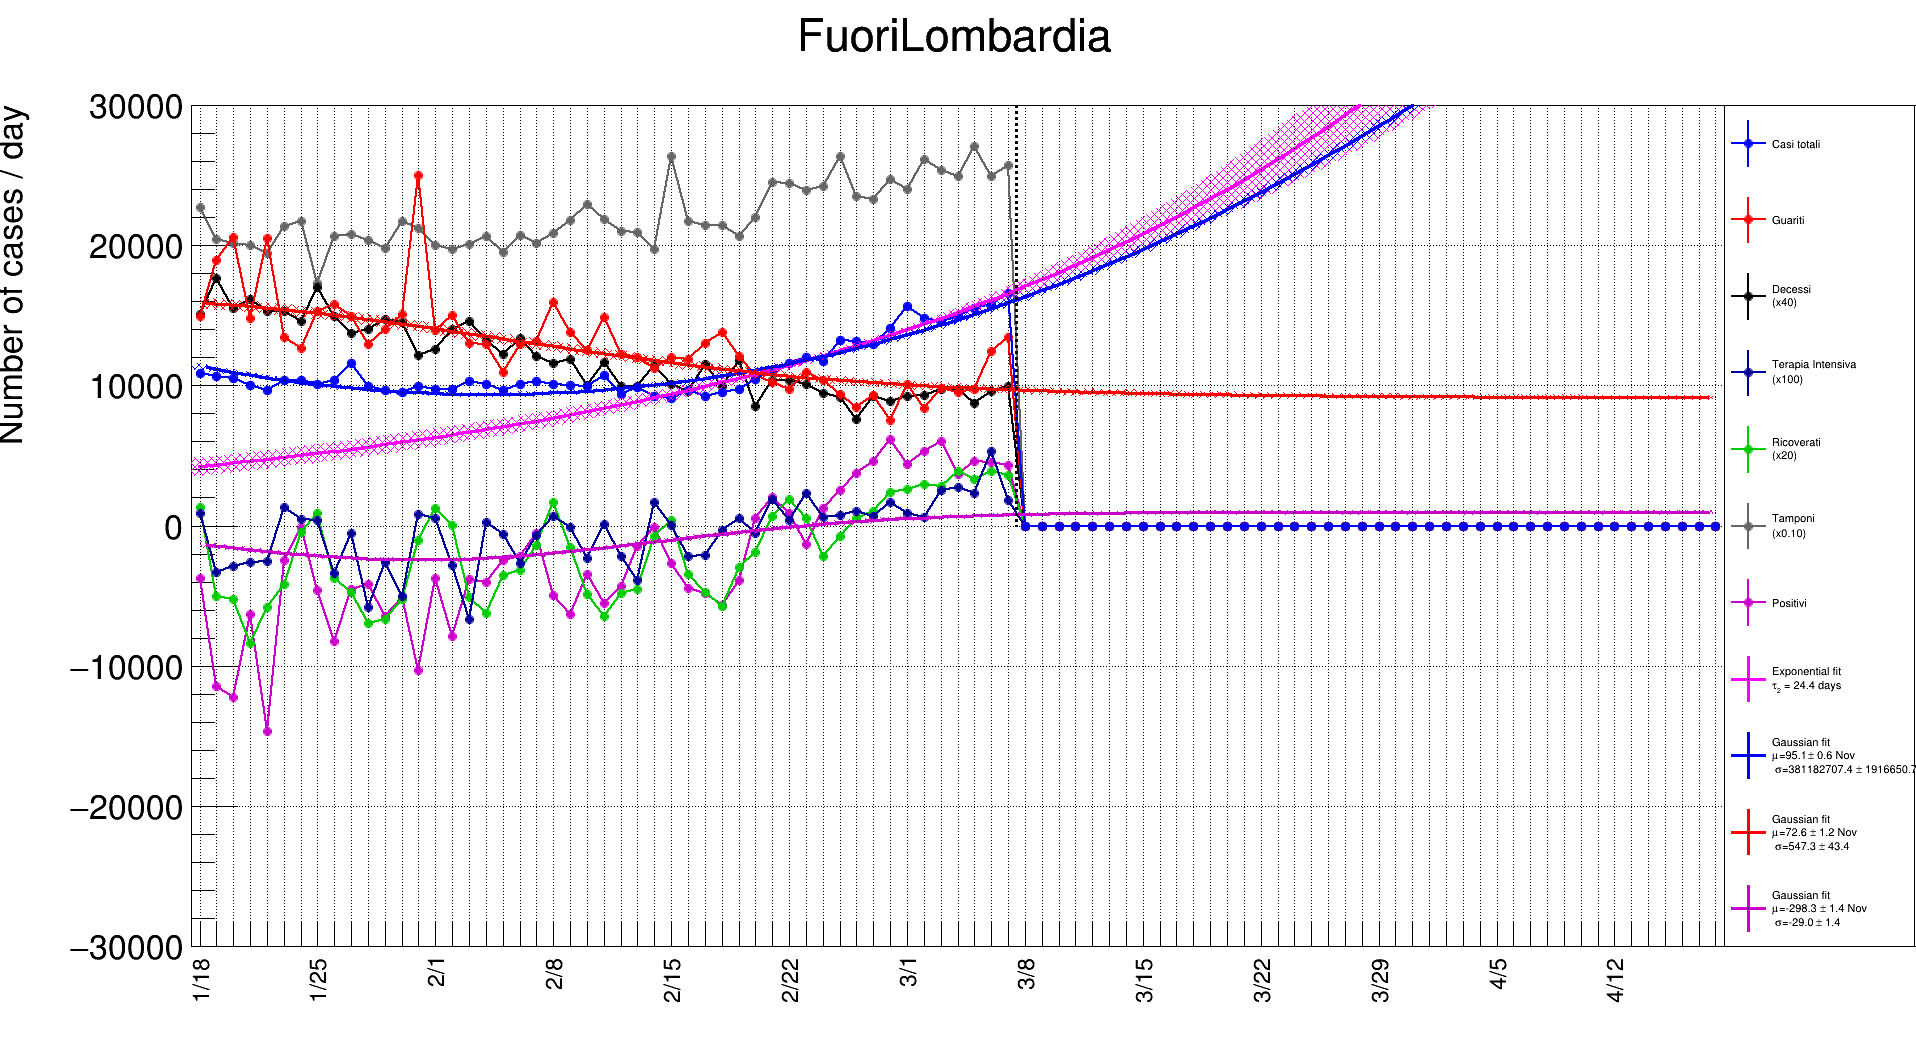 FuoriLombardia
Number of cases / day
30000
20000
10000
0
−10000
−20000
−30000
1/18
1/25
2/1
2/8
2/15
2/22
3/1
3/8
3/15
3/22
3/29
4/5
4/12
Casi totali
Guariti
Decessi
(x40)
Terapia Intensiva
(x100)
Ricoverati
(x20)
Tamponi
(x0.10)
Positivi
Exponential fit
τ2 = 24.4 days
Gaussian fit
μ=95.1 ± 0.6 Nov
σ=381182707.4 ± 1916650.7
Gaussian fit
μ=72.6 ± 1.2 Nov
σ=547.3 ± 43.4
Gaussian fit
μ=-298.3 ± 1.4 Nov
σ=-29.0 ± 1.4